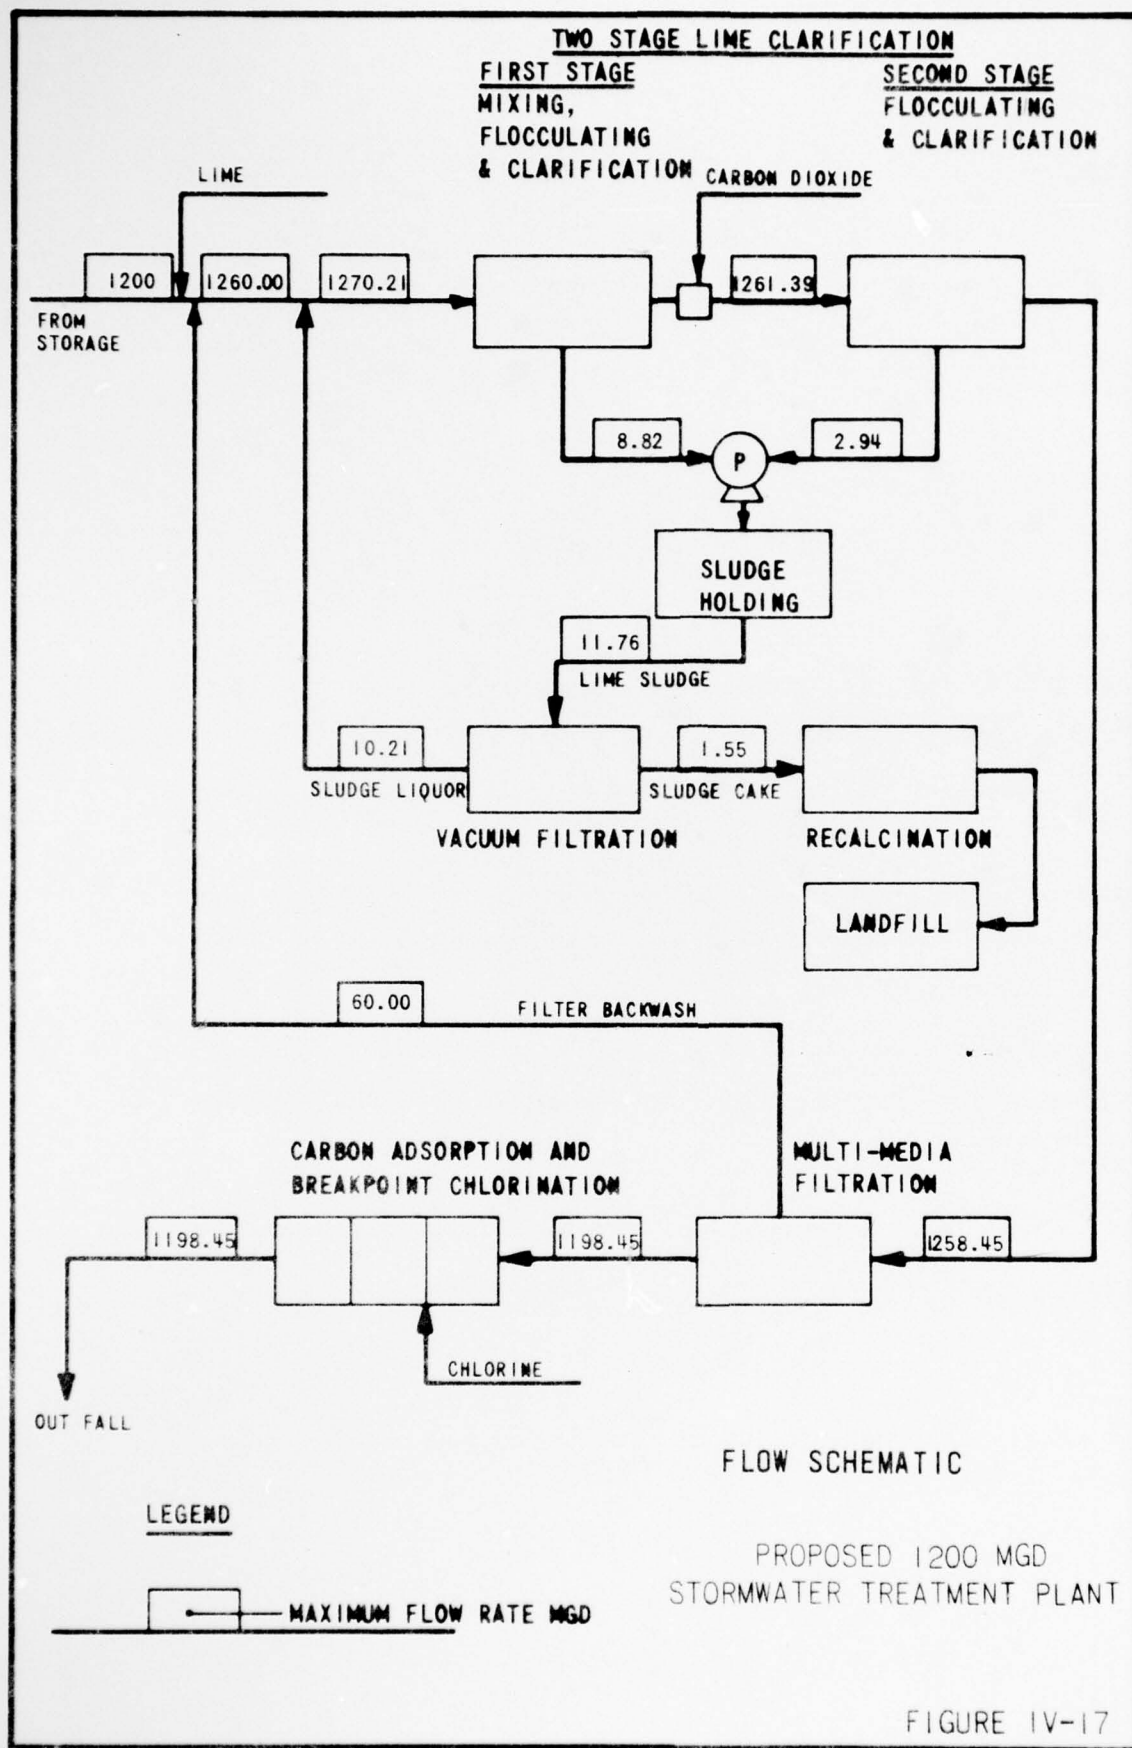 TWO STAGE LIME CLARIFICATION
FIRST STAGE
MIXING,
FLOCCULATING
& CLARIFICATION
SECOND STAGE
FLOCCULATING
& CLARIFICATION
LIME
CARBON DIOXIDE
1200
1260.00
1270.21
1261.39
FROM
STORAGE
8.82
P
2.94
SLUDGE
HOLDING
11.76
LIME SLUDGE
10.21
1.55
SLUDGE LIQUOR
SLUDGE CAKE
VACUUM FILTRATION
RECALCINATION
LANDFILL
60.00
FILTER BACKWASH
CARBON ADSORPTION AND
BREAKPOINT CHLORINATION
MULTI-MEDIA
FILTRATION
1198.45
1198.45
1258.45
CHLORINE
OUT FALL
FLOW SCHEMATIC
LEGEND
PROPOSED 1200 MGD
STORMWATER TREATMENT PLANT
MAXIMUM FLOW RATE MGD
FIGURE IV-17